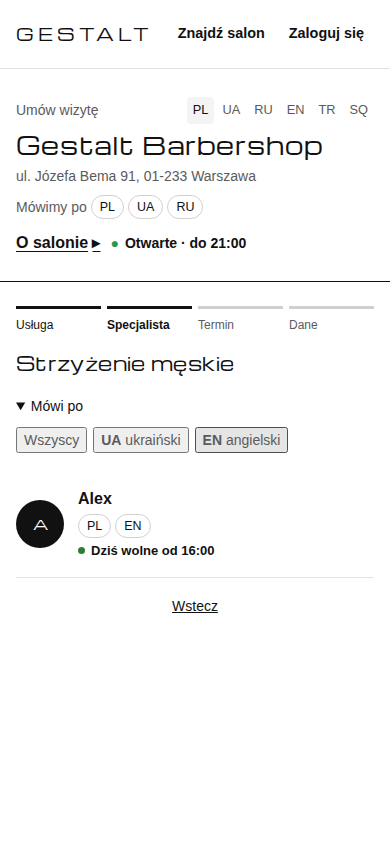 GESTALT Znajdź salon Zaloguj się
Umów wizytę PL UA RU EN TR SQ
Gestalt Barbershop
ul. Józefa Bema 91, 01-233 Warszawa
Mówimy po PL UA RU
O salonie ▶ Otwarte · do 21:00
Usługa Specjalista Termin Dane
Strzyżenie męskie
▼ Mówi po
Wszyscy UA ukraiński EN angielski
Alex
A PL EN
Dziś wolne od 16:00
Wstecz